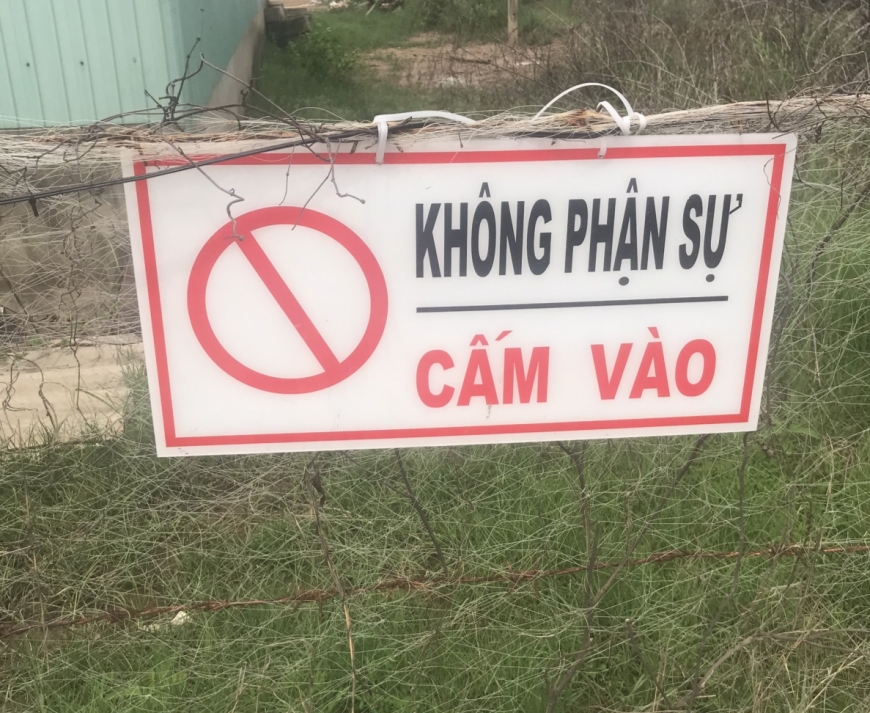 KHÔNG PHẬN SỰ
CẤM VÀO